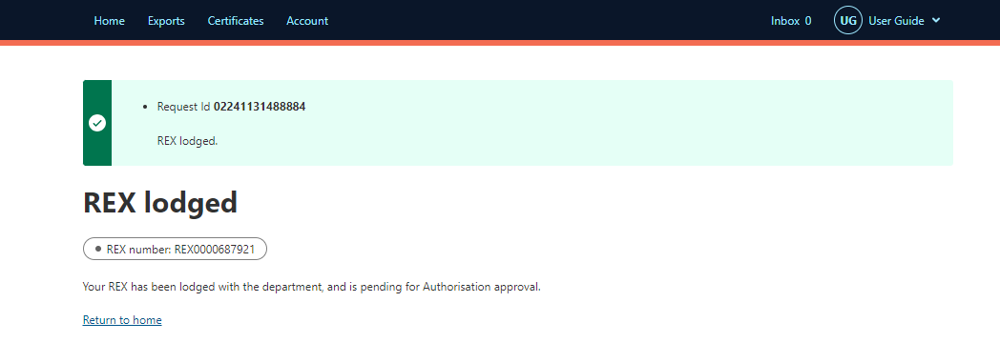 Home Exports Certificates Account Inbox 0 UG User Guide
Request Id 02241131488884
REX lodged.
REX lodged
REX number: REX0000687921
Your REX has been lodged with the department, and is pending for Authorisation approval.
Return to home